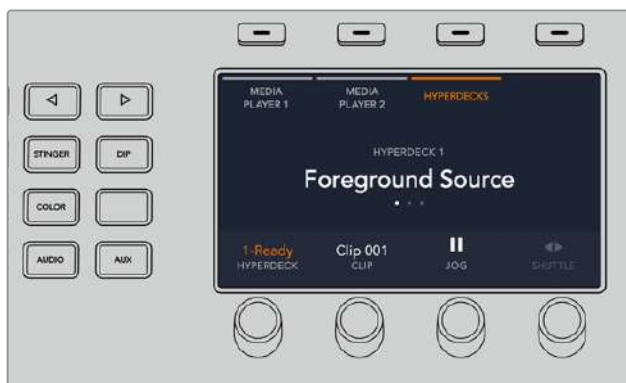 MEDIA
PLAYER 1
MEDIA
PLAYER 2
HYPERDECKS
STINGER
DIP
HYPERDECK 1
Foreground Source
COLOR
AUDIO
AUX
1-Ready
HYPERDECK
Clip 001
CLIP
JOG
SHUTTLE